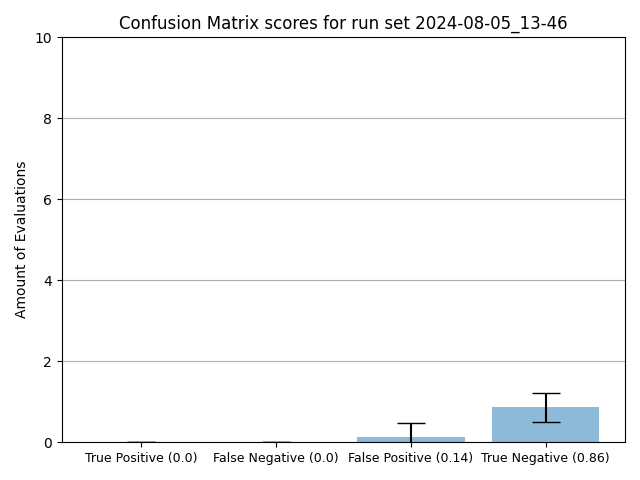 Confusion Matrix scores for run set 2024-08-05_13-46
10
8
6
4
2
0
Amount of Evaluations
True Positive (0.0) False Negative (0.0) False Positive (0.14) True Negative (0.86)